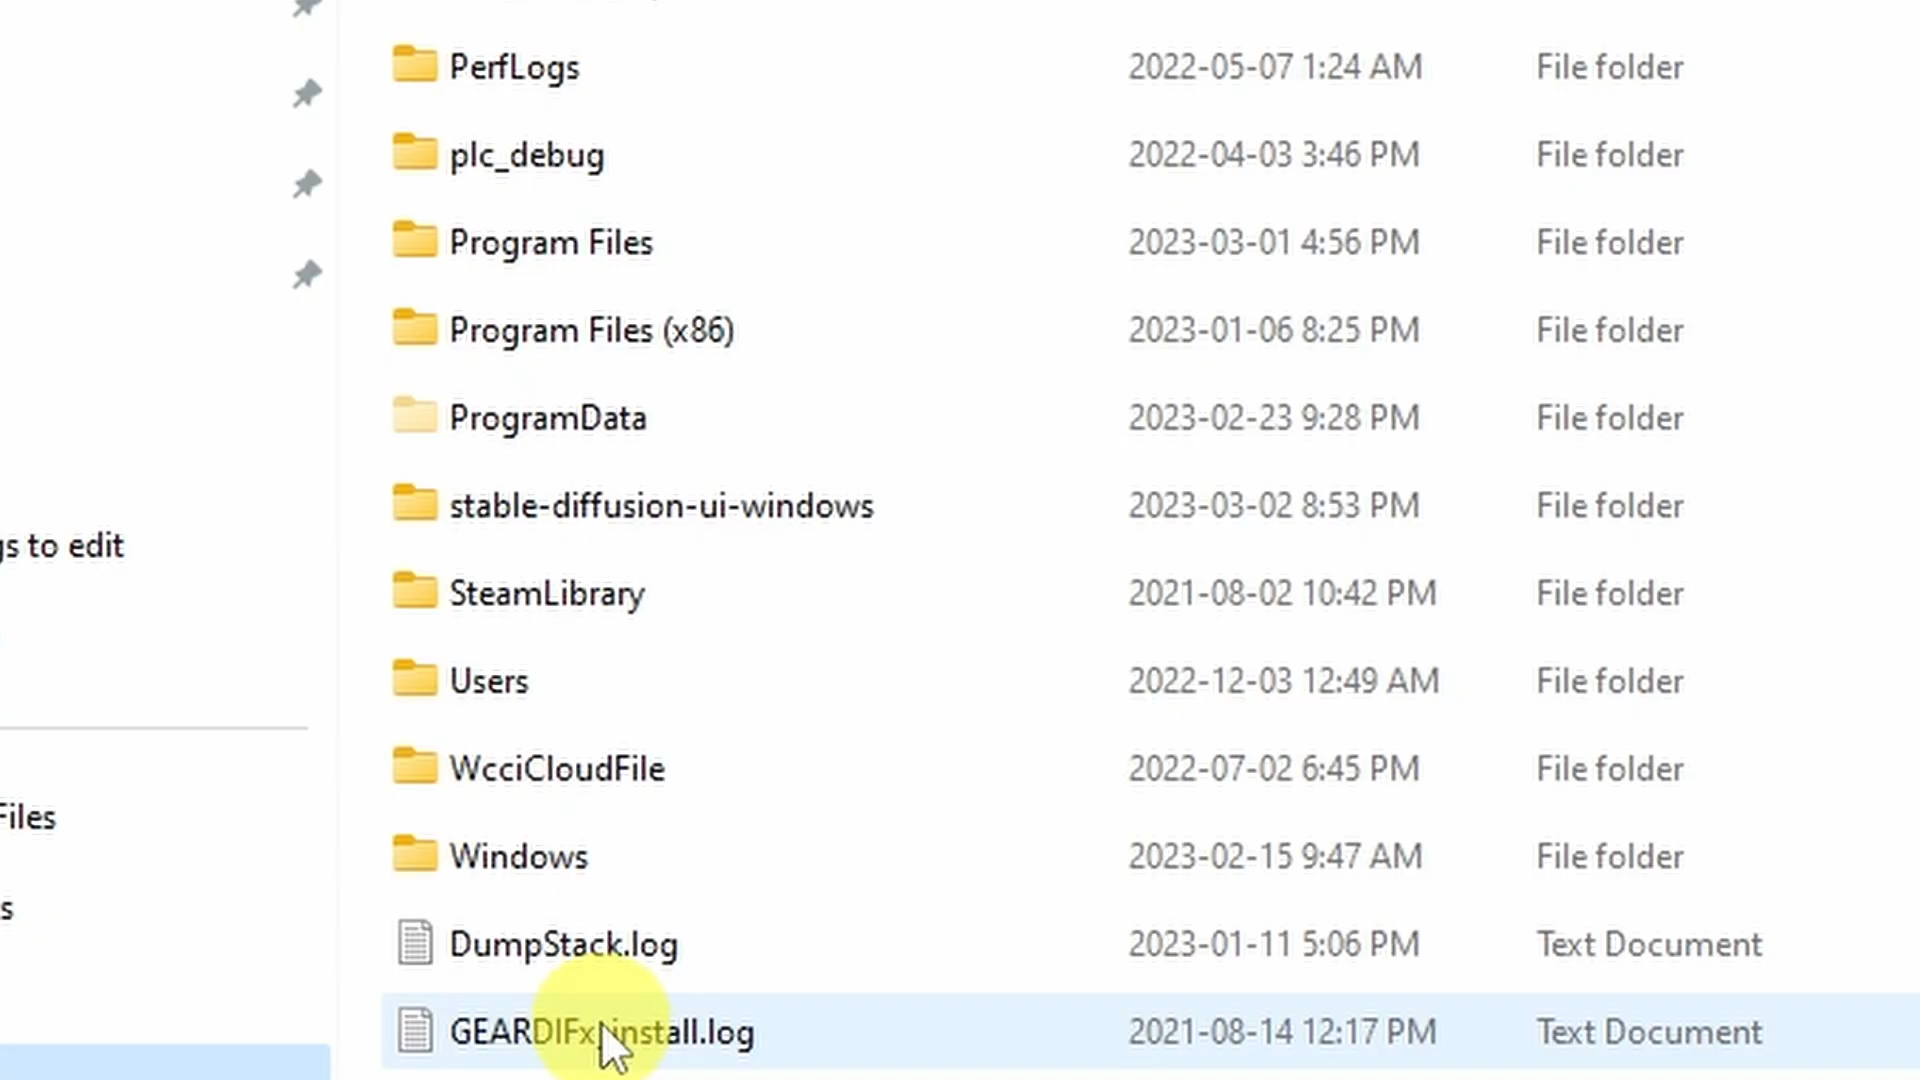 PerfLogs 2022-05-07 1:24 AM File folder
plc_debug 2022-04-03 3:46 PM File folder
Program Files 2023-03-01 4:56 PM File folder
Program Files (x86) 2023-01-06 8:25 PM File folder
ProgramData 2023-02-23 9:28 PM File folder
stable-diffusion-ui-windows 2023-03-02 8:53 PM File folder
gs to edit
SteamLibrary 2021-08-02 10:42 PM File folder
Users 2022-12-03 12:49 AM File folder
WcciCloudFile 2022-07-02 6:45 PM File folder
Files
Windows 2023-02-15 9:47 AM File folder
s
DumpStack.log 2023-01-11 5:06 PM Text Document
GEARDIFx_install.log 2021-08-14 12:17 PM Text Document